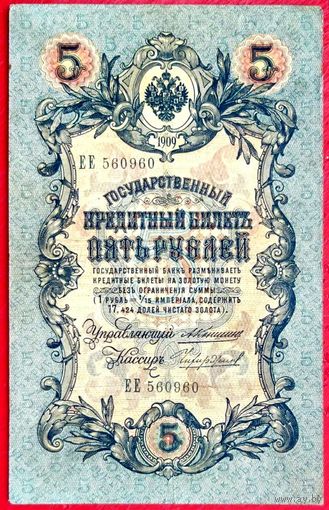 5 5
1909
ЕЕ 560960
ГОСУДАРСТВЕННЫЙ
КРЕДИТНЫЙ БИЛЕТЪ
ПЯТЬ РУБЛЕЙ
ГОСУДАРСТВЕННЫЙ БАНКЪ РАЗМѢНИВАЕТЪ
КРЕДИТНЫЕ БИЛЕТЫ НА ЗОЛОТУЮ МОНЕТУ
БЕЗЪ ОГРАНИЧЕНІЯ СУММЫ
(1 РУБЛЬ = 1/15 ИМПЕРІАЛА, СОДЕРЖИТЪ
17,424 ДОЛЕЙ ЧИСТАГО ЗОЛОТА).
Управляющій
Кассиръ
ЕЕ 560960
5